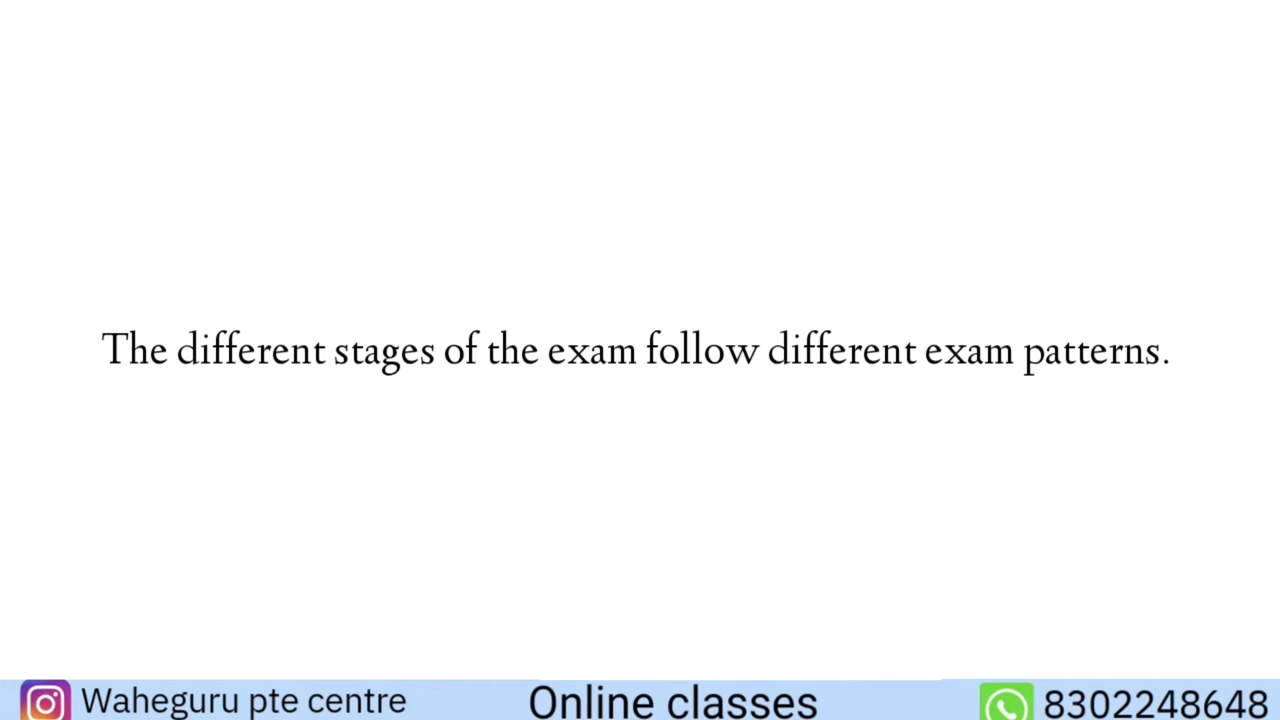 The different stages of the exam follow different exam patterns.
Waheguru pte centre Online classes 8302248648